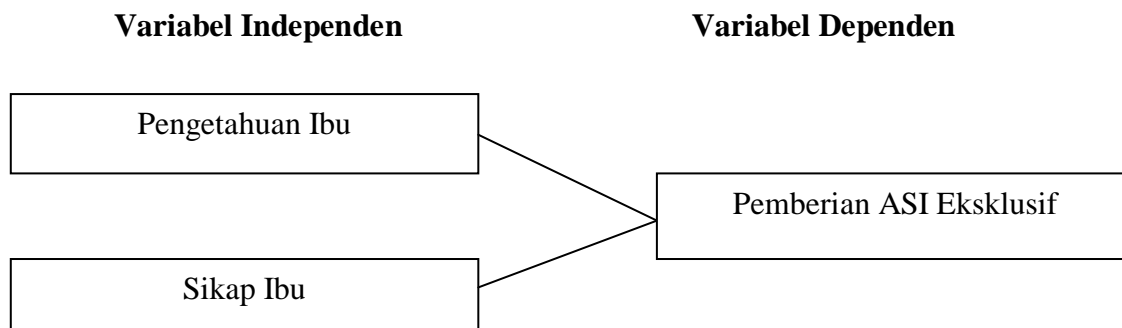 Variabel Independen
Variabel Dependen
Pengetahuan Ibu
Pemberian ASI Eksklusif
Sikap Ibu